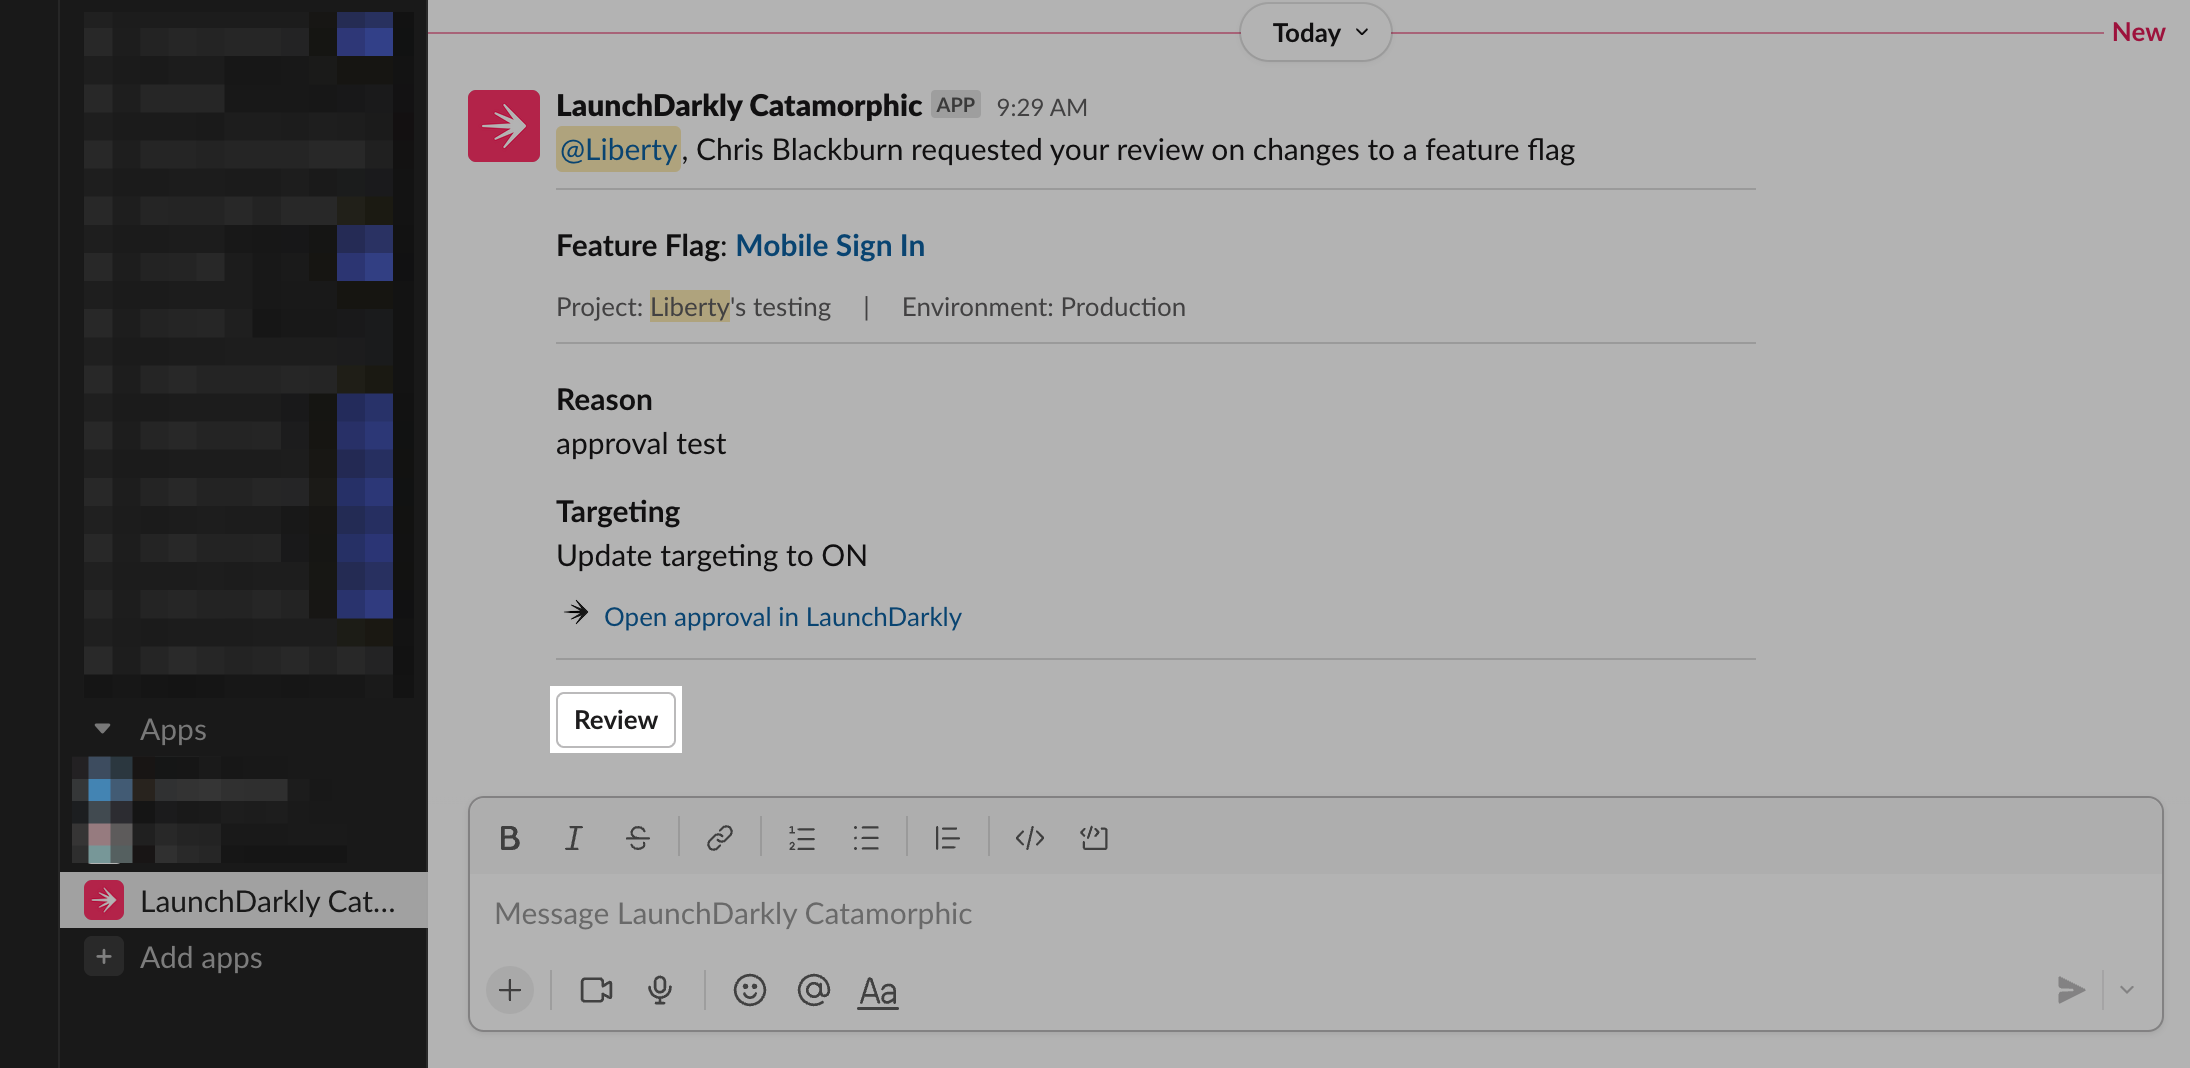 Today
New
LaunchDarkly Catamorphic APP 9:29 AM
@Liberty, Chris Blackburn requested your review on changes to a feature flag
Feature Flag: Mobile Sign In
Project: Liberty's testing | Environment: Production
Reason
approval test
Targeting
Update targeting to ON
Open approval in LaunchDarkly
Review
Apps
LaunchDarkly Cat...
Add apps
Message LaunchDarkly Catamorphic
Aa